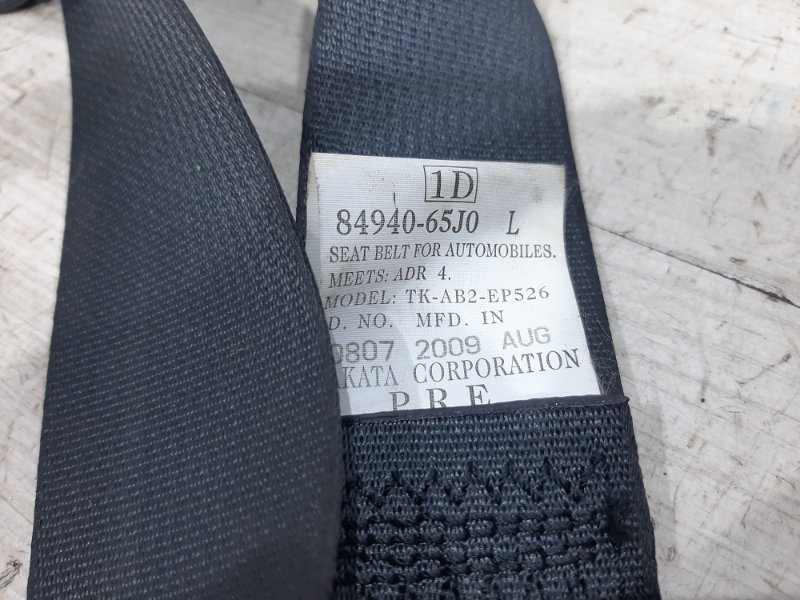 1D
84940-65J0 L
SEAT BELT FOR AUTOMOBILES.
MEETS: ADR 4.
MODEL: TK-AB2-EP526
D. NO. MFD. IN
0807 2009 AUG
AKATA CORPORATION
P R E